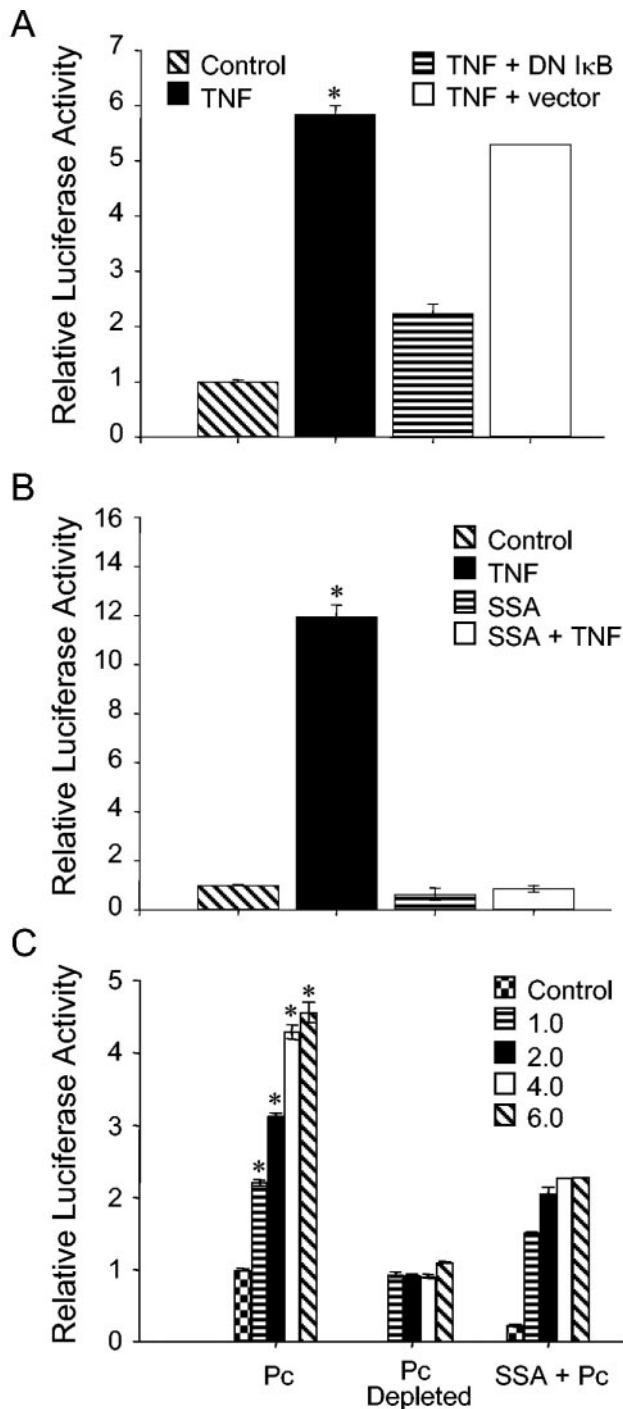 A
Relative Luciferase Activity
7
6
5
4
3
2
1
0
Control
TNF
TNF + DN IκB
TNF + vector
*
B
Relative Luciferase Activity
16
14
12
10
8
6
4
2
0
Control
TNF
SSA
SSA + TNF
*
C
Relative Luciferase Activity
5
4
3
2
1
0
Control
1.0
2.0
4.0
6.0
*
*
*
*
Pc
Pc
Depleted
SSA + Pc